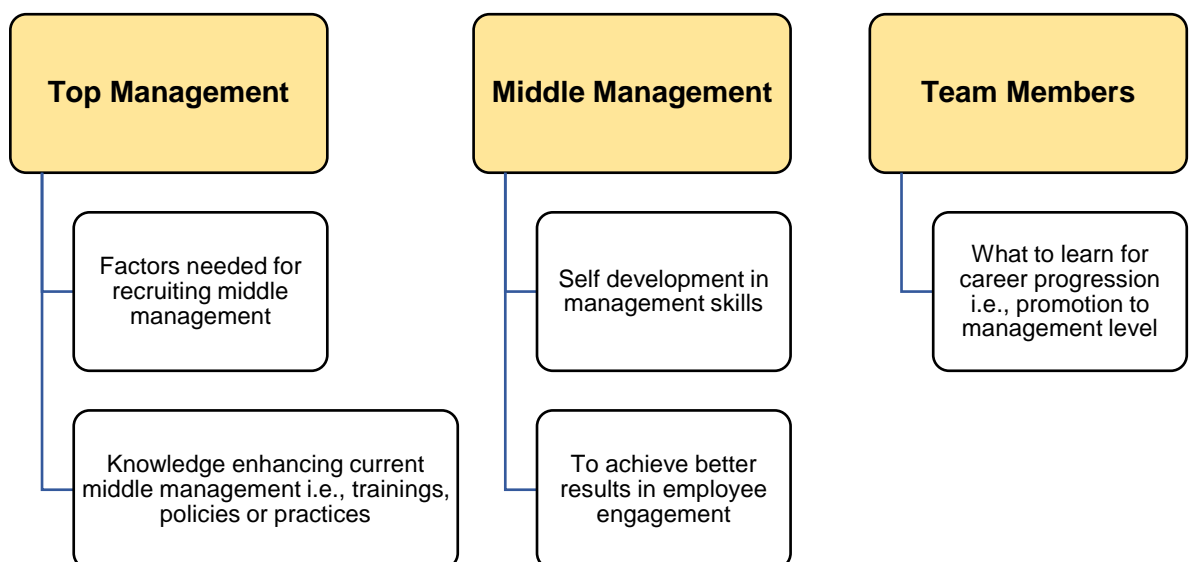 Top Management
Factors needed for
recruiting middle
management
Knowledge enhancing current
middle management i.e., trainings,
policies or practices
Middle Management
Self development in
management skills
To achieve better
results in employee
engagement
Team Members
What to learn for
career progression
i.e., promotion to
management level